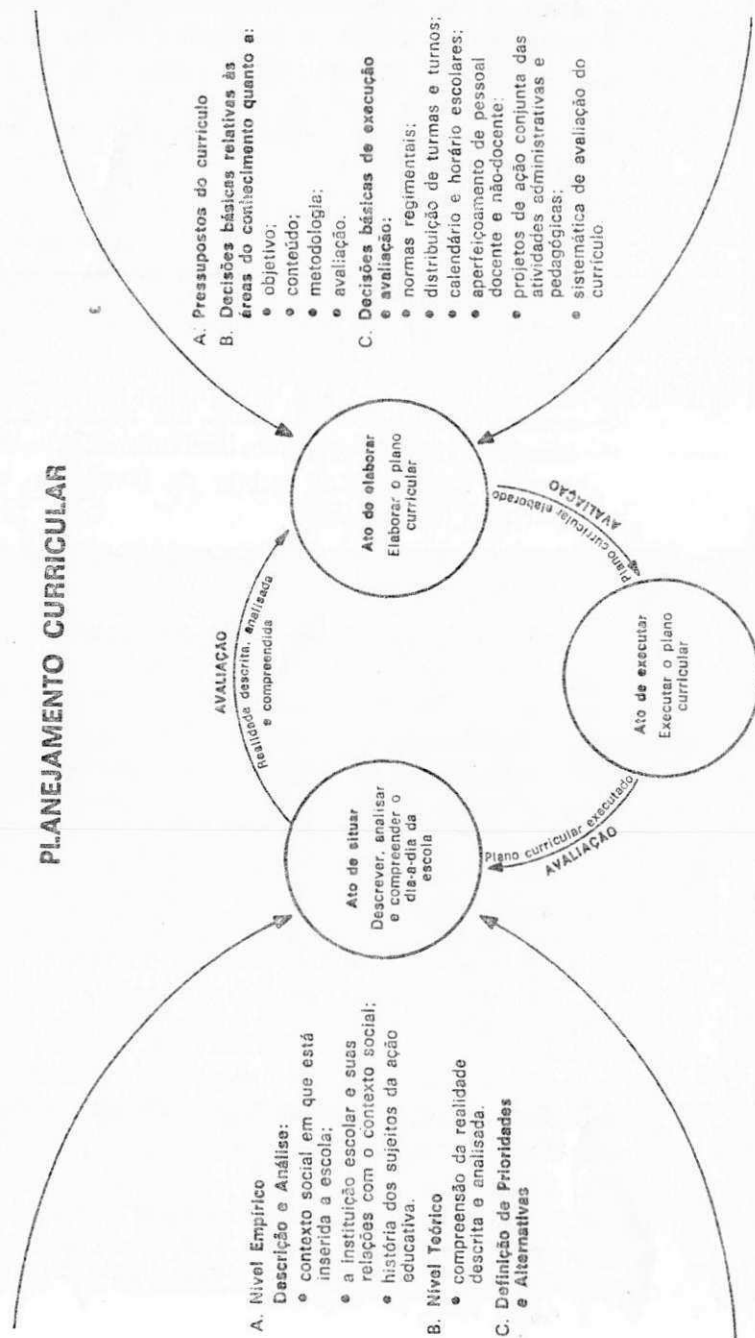 PLANEJAMENTO CURRICULAR
A. Nível Empírico
Descrição e Análise:
• contexto social em que está
inserida a escola;
• a instituição escolar e suas
relações com o contexto social;
• história dos sujeitos da ação
educativa.
B. Nível Teórico
• compreensão da realidade
descrita e analisada.
C. Definição de Prioridades
e Alternativas
Ato de situar
Descrever, analisar
e compreender o
dia-a-dia da
escola
AVALIAÇÃO
Realidade descrita, analisada
e compreendida
Ato de elaborar
Elaborar o plano
curricular
Plano curricular elaborado
AVALIAÇÃO
Ato de executar
Executar o plano
curricular
Plano curricular executado
AVALIAÇÃO
A. Pressupostos do currículo
B. Decisões básicas relativas às
áreas do conhecimento quanto a:
• objetivo;
• conteúdo;
• metodologia;
• avaliação.
C. Decisões básicas de execução
e avaliação:
• normas regimentais;
• distribuição de turmas e turnos;
• calendário e horário escolares;
• aperfeiçoamento de pessoal
docente e não-docente;
• projetos de ação conjunta das
atividades administrativas e
pedagógicas;
• sistemática de avaliação do
currículo.